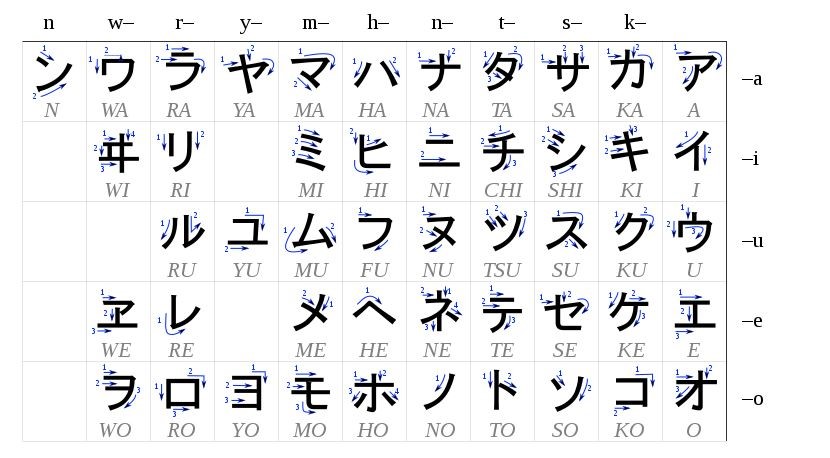 n w– r– y– m– h– n– t– s– k–
ン ワ ラ ヤ マ ハ ナ タ サ カ ア –a
N WA RA YA MA HA NA TA SA KA A
ヰ リ ミ ヒ ニ チ シ キ イ –i
WI RI MI HI NI CHI SHI KI I
ル ユ ム フ ヌ ツ ス ク ウ –u
RU YU MU FU NU TSU SU KU U
ヱ レ メ ヘ ネ テ セ ケ エ –e
WE RE ME HE NE TE SE KE E
ヲ ロ ヨ モ ホ ノ ト ソ コ オ –o
WO RO YO MO HO NO TO SO KO O